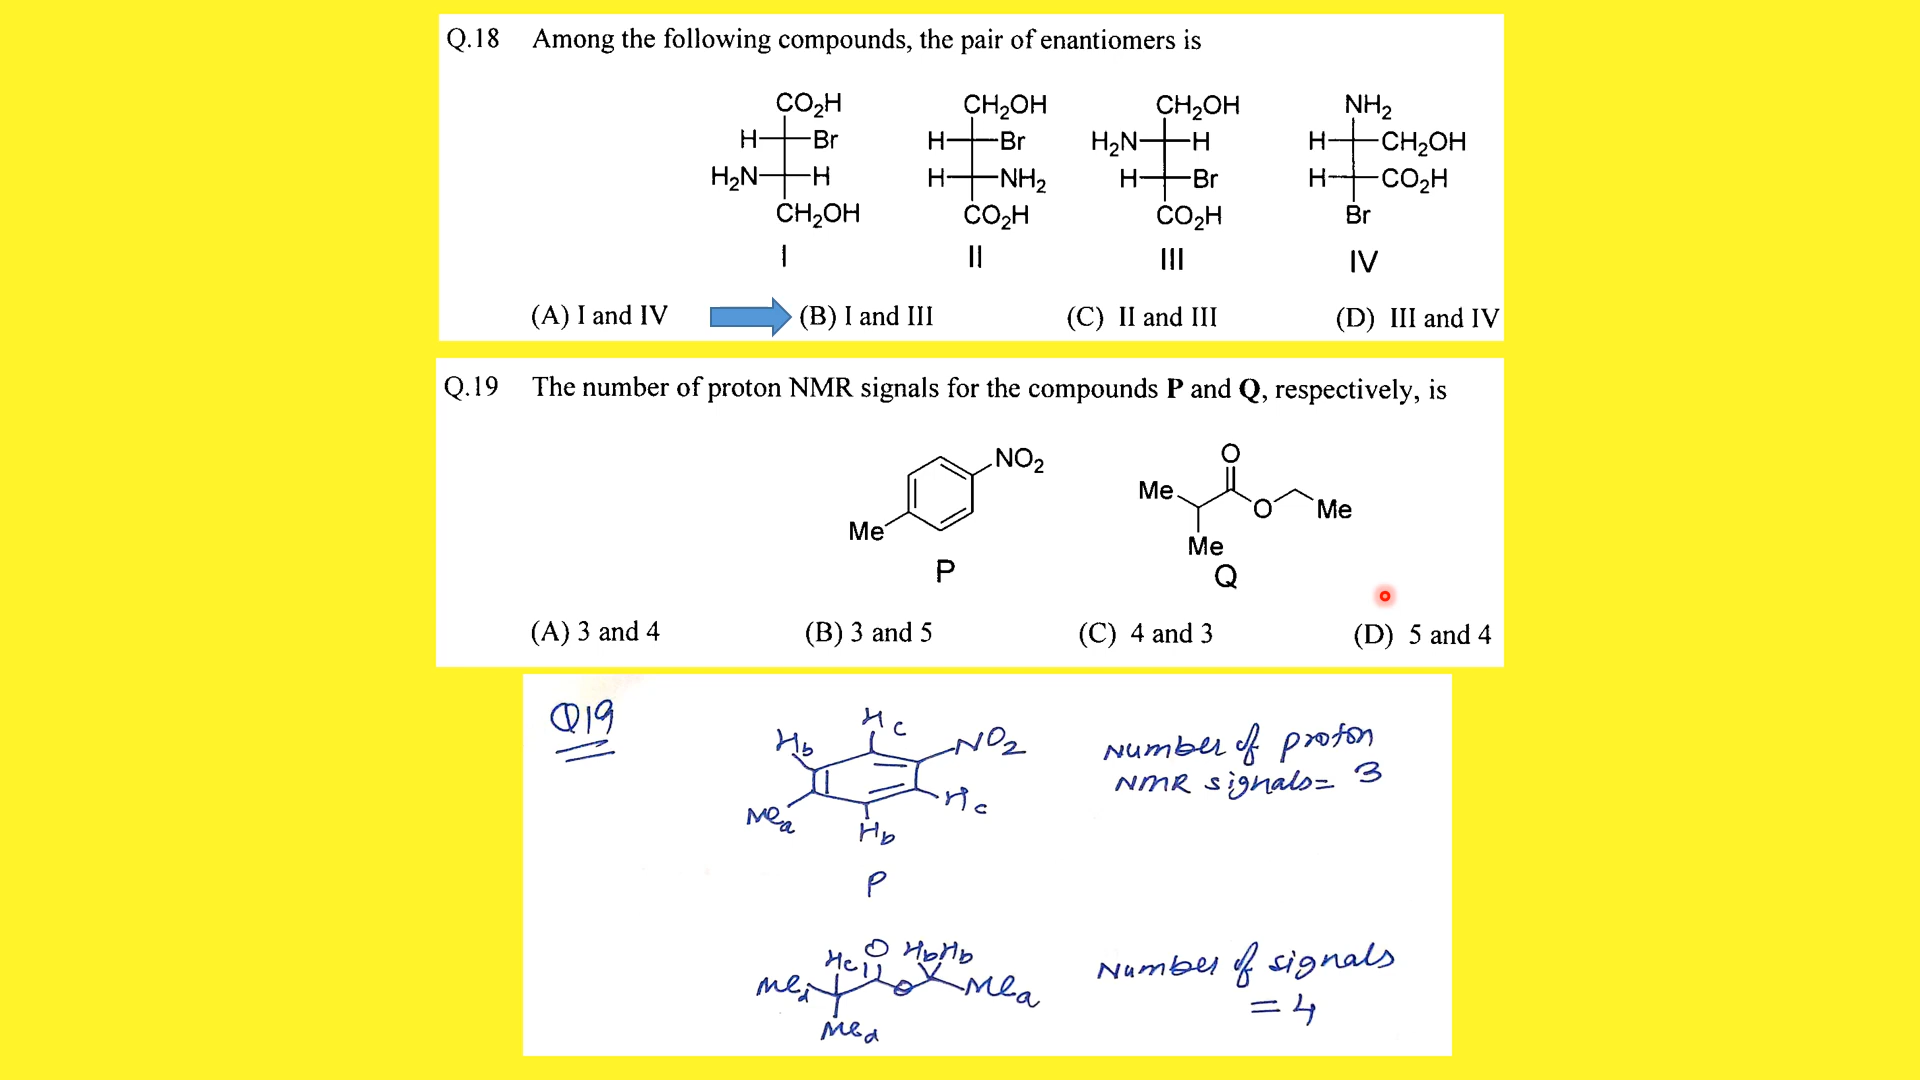 Q.18 Among the following compounds, the pair of enantiomers is
CO₂H
H Br
H₂N H
CH₂OH
I
CH₂OH
H Br
H NH₂
CO₂H
II
CH₂OH
H₂N H
H Br
CO₂H
III
NH₂
H CH₂OH
H CO₂H
Br
IV
(A) I and IV (B) I and III (C) II and III (D) III and IV
Q.19 The number of proton NMR signals for the compounds P and Q, respectively, is
NO₂
Me
P
O
Me
O
Me
Me
Q
(A) 3 and 4 (B) 3 and 5 (C) 4 and 3 (D) 5 and 4
Q19
Hc
Hb
NO₂
Hc
Mea
Hb
P
Number of proton
NMR signals= 3
Hc O Hb Hb
Med O Mea
Med
Number of signals
= 4